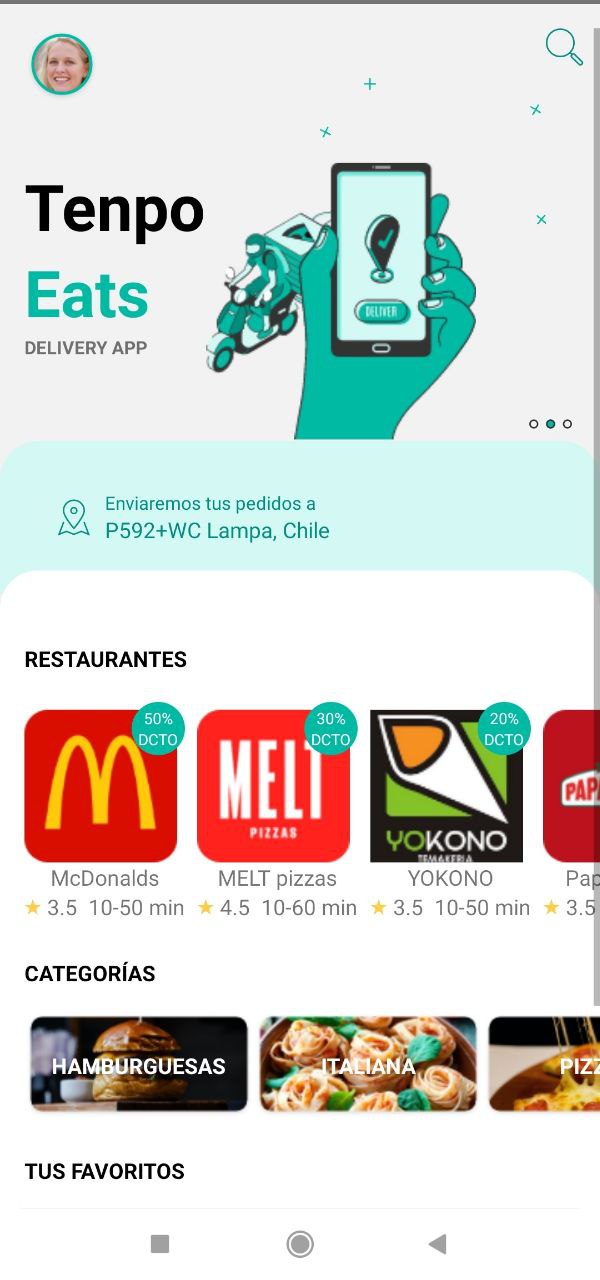 Tenpo
Eats
DELIVERY APP
DELIVER
Enviaremos tus pedidos a
P592+WC Lampa, Chile
RESTAURANTES
50%
DCTO
30%
DCTO
20%
DCTO
MELT
PIZZAS
YOKONO
TEMAKERIA
PAP
McDonalds
MELT pizzas
YOKONO
Pap
3.5 10-50 min
4.5 10-60 min
3.5 10-50 min
3.5
CATEGORÍAS
HAMBURGUESAS
ITALIANA
PIZZ
TUS FAVORITOS